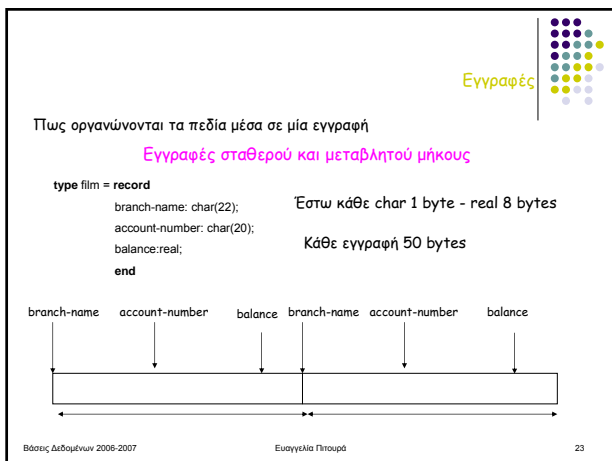 Εγγραφές
Πως οργανώνονται τα πεδία μέσα σε μία εγγραφή
Εγγραφές σταθερού και μεταβλητού μήκους
type film = record
branch-name: char(22);
account-number: char(20);
balance:real;
end
Έστω κάθε char 1 byte - real 8 bytes
Κάθε εγγραφή 50 bytes
branch-name account-number balance branch-name account-number balance
Βάσεις Δεδομένων 2006-2007 Ευαγγελία Πιτουρά 23